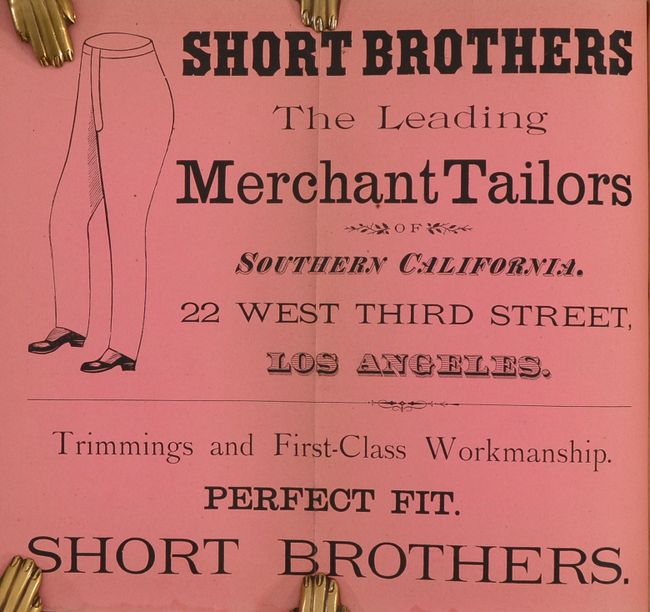 SHORT BROTHERS
The Leading
Merchant Tailors
OF
SOUTHERN CALIFORNIA.
22 WEST THIRD STREET,
LOS ANGELES.
Trimmings and First-Class Workmanship.
PERFECT FIT.
SHORT BROTHERS.